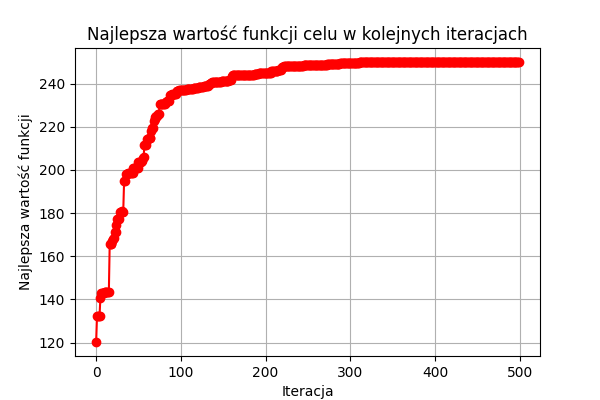 Najlepsza wartość funkcji celu w kolejnych iteracjach
Najlepsza wartość funkcji
240
220
200
180
160
140
120
0 100 200 300 400 500
Iteracja